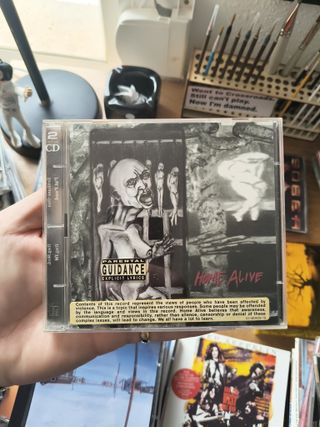 Went to Crossroads.
Still can't play.
Now I'm damned.
2
CD
PARENTAL
GUIDANCE
EXPLICIT LYRICS
HOME ALIVE
Contents of this record represent the views of people who have been affected by
violence. This is a topic that inspires various responses. Some people may be offended
by the language and views in this record. Home Alive believes that awareness,
communication and responsibility, rather than silence, censorship or denial of these
complex issues, will lead to change. We all have a lot to learn.